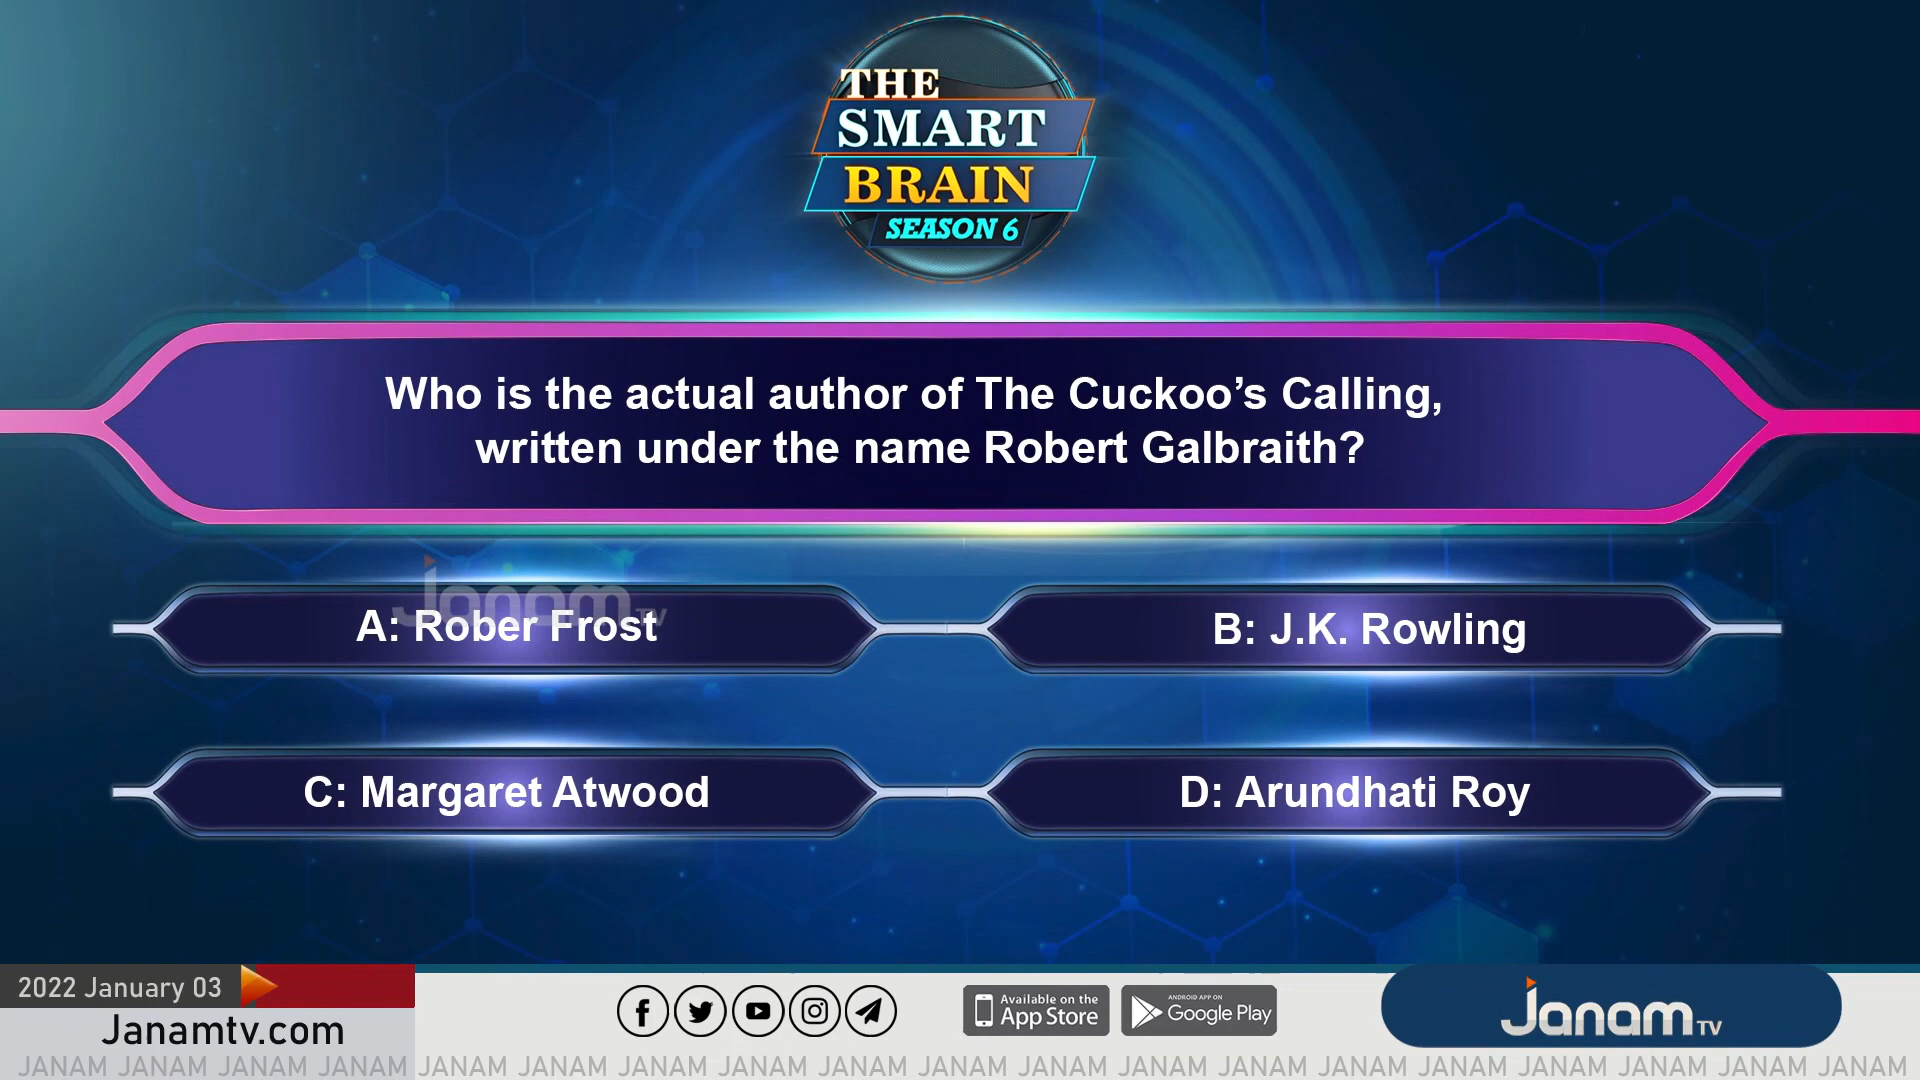 THE
SMART
BRAIN
SEASON 6
Who is the actual author of The Cuckoo’s Calling,
written under the name Robert Galbraith?
Janam TV
A: Rober Frost
B: J.K. Rowling
C: Margaret Atwood
D: Arundhati Roy
2022 January 03
Janamtv.com
Available on the
App Store
ANDROID APP ON
Google Play
Janam TV
JANAM JANAM JANAM JANAM JANAM JANAM JANAM JANAM JANAM JANAM JANAM JANAM JANAM JANAM JANAM JANAM JANAM JANAM JANAM